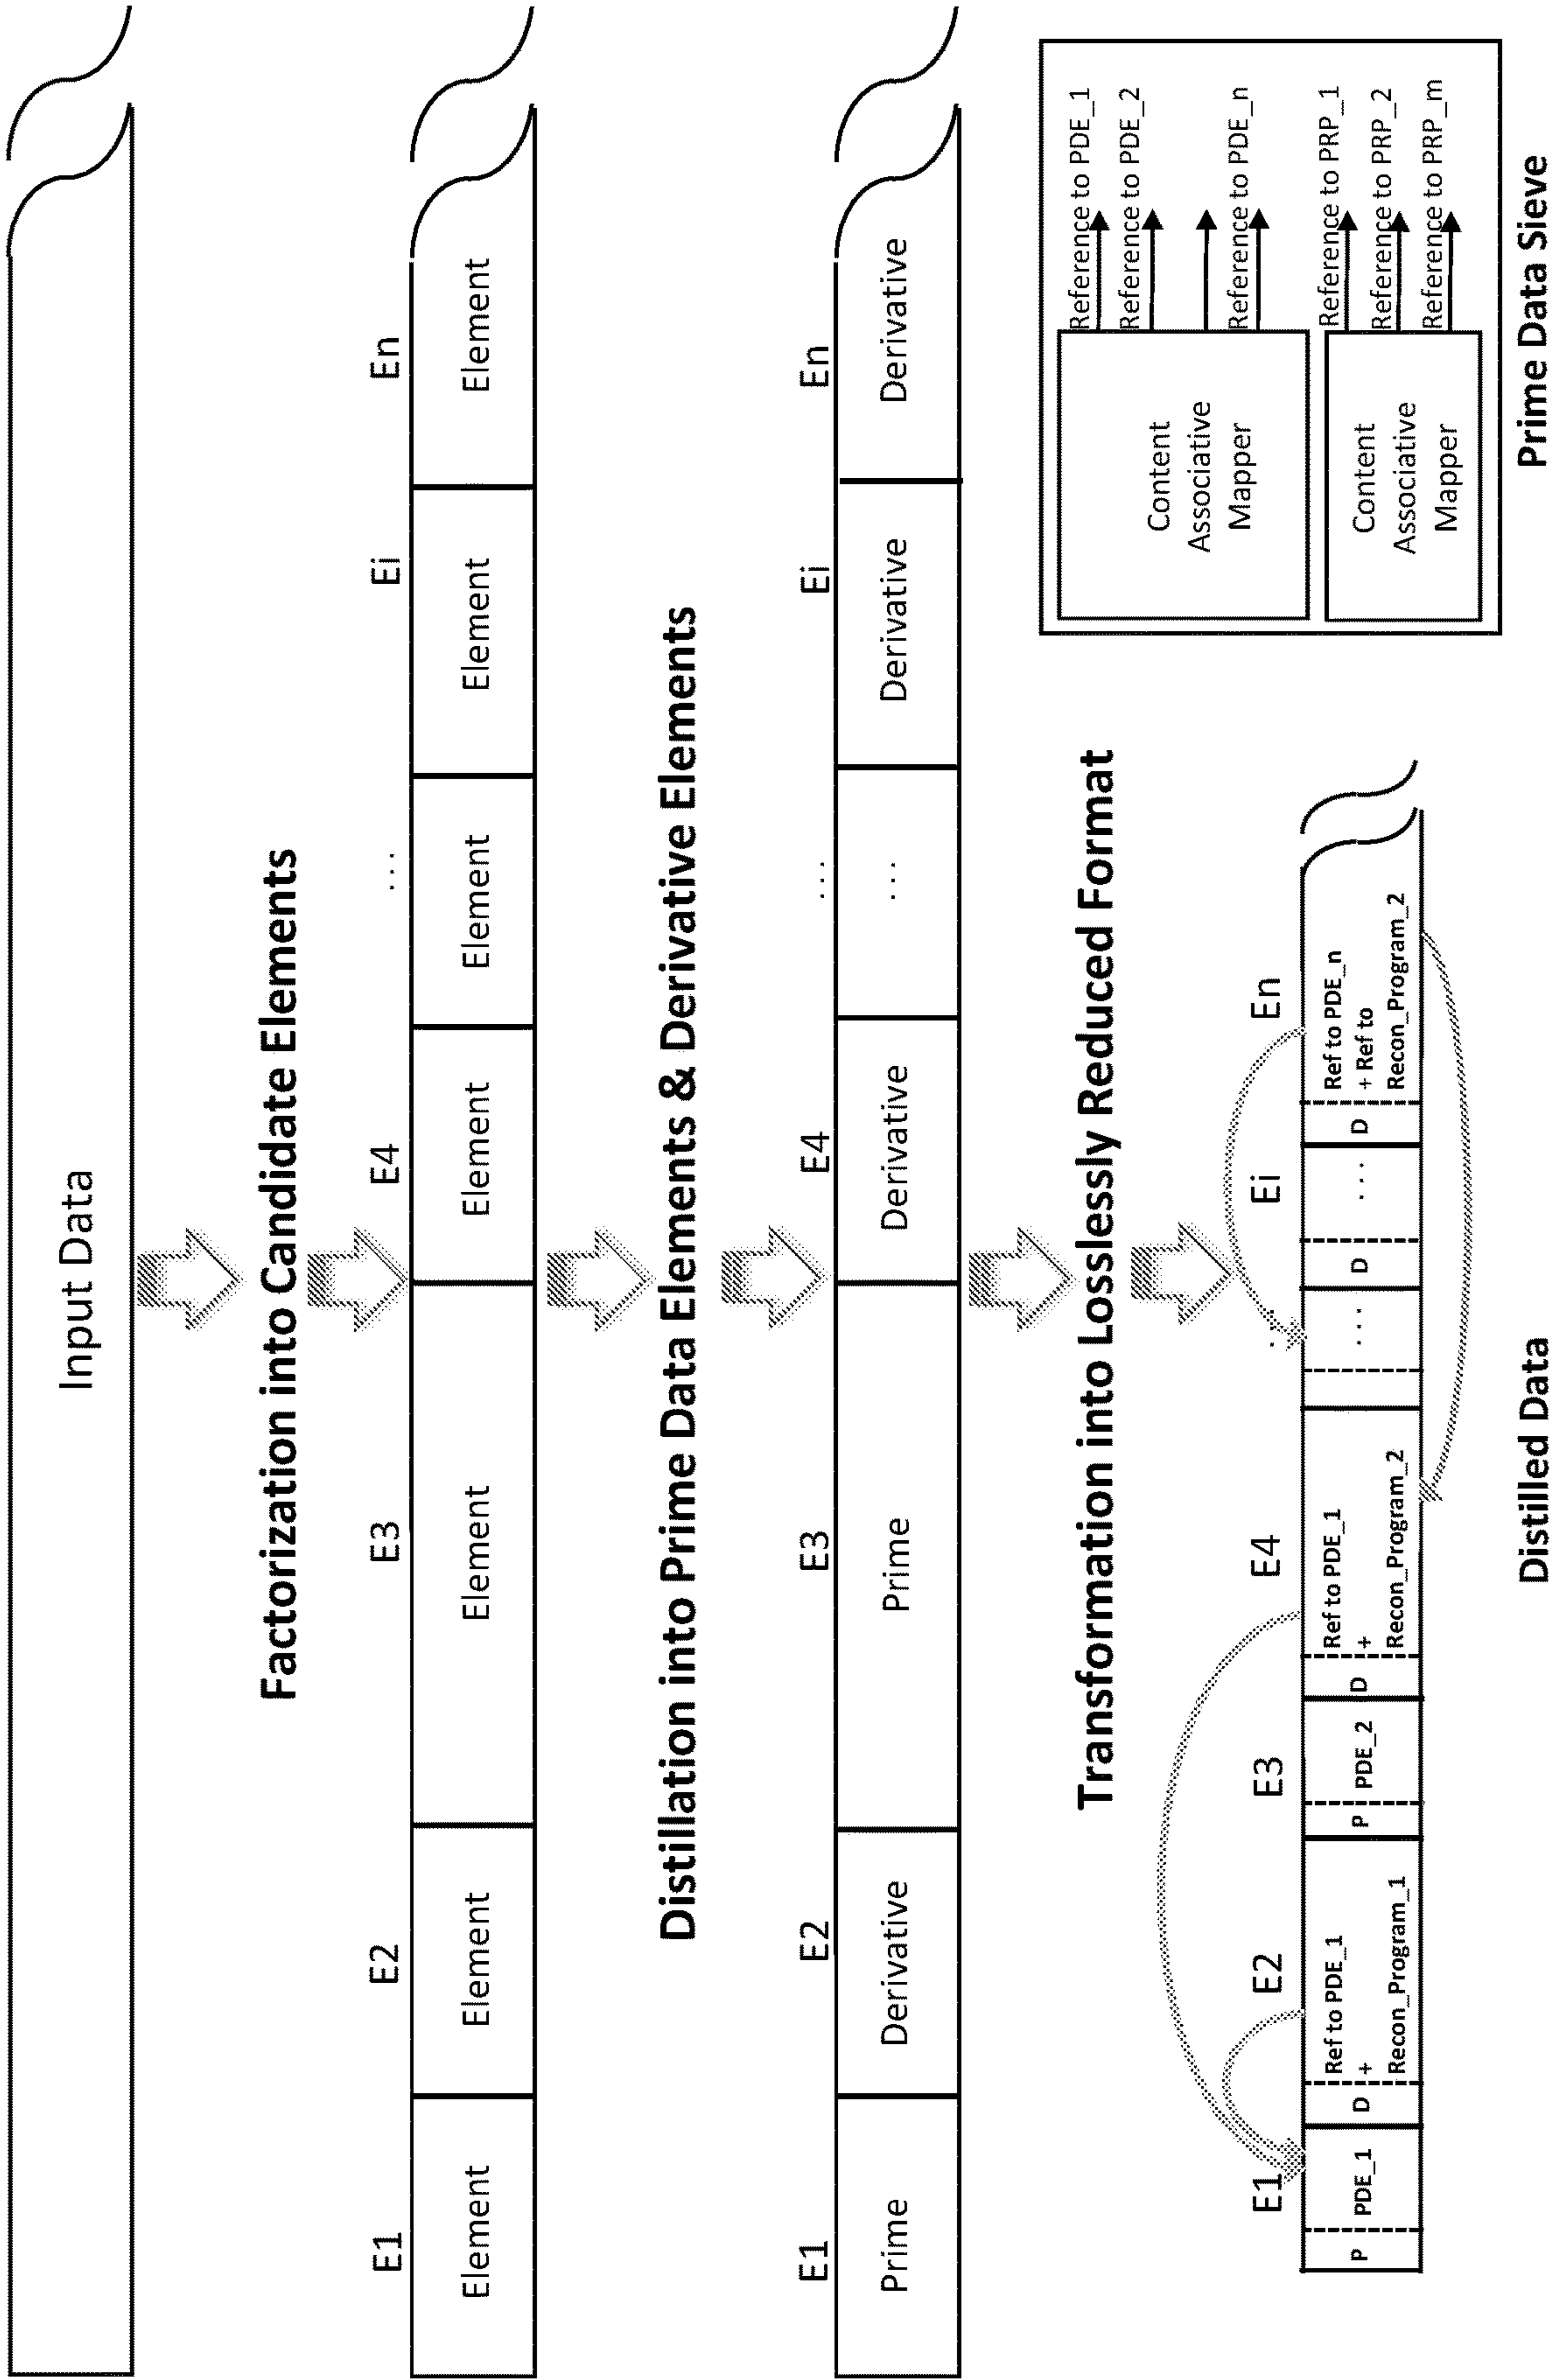 Input Data
Factorization into Candidate Elements
E1
E2
E3
E4
...
Ei
En
Element
Element
Element
Element
Element
Element
Element
Distillation into Prime Data Elements & Derivative Elements
E1
E2
E3
E4
...
Ei
En
Prime
Derivative
Prime
Derivative
...
Derivative
Derivative
Transformation into Losslessly Reduced Format
E1
E2
E3
E4
Ei
En
P
PDE_1
D
Ref to PDE_1
+
Recon_Program_1
P
PDE_2
D
Ref to PDE_1
+
Recon_Program_2
...
D
...
D
Ref to PDE_n
+ Ref to
Recon_Program_2
Distilled Data
Content
Associative
Mapper
Reference to PDE_1
Reference to PDE_2
Reference to PDE_n
Content
Associative
Mapper
Reference to PRP_1
Reference to PRP_2
Reference to PRP_m
Prime Data Sieve